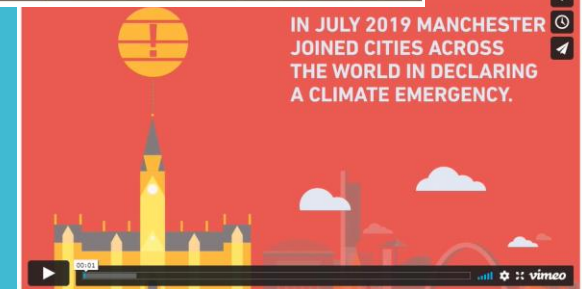 IN JULY 2019 MANCHESTER
JOINED CITIES ACROSS
THE WORLD IN DECLARING
A CLIMATE EMERGENCY.
00:01
vimeo